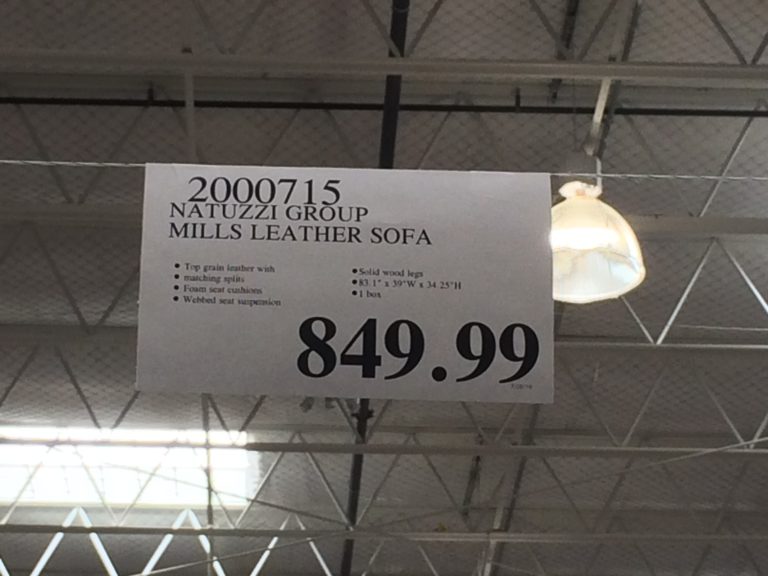 2000715
NATUZZI GROUP
MILLS LEATHER SOFA
• Top grain leather with
• matching splits
• Foam seat cushions
• Webbed seat suspension
• Solid wood legs
• 83.1" x 39"W x 34.25"H
• 1 box
849.99